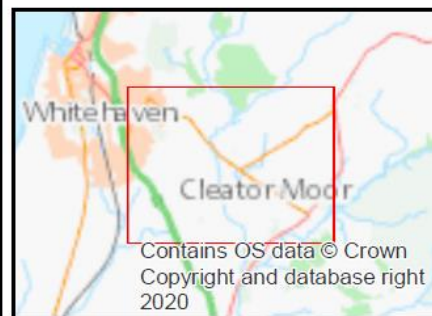 Whitehaven
Cleator Moor
Contains OS data © Crown
Copyright and database right
2020